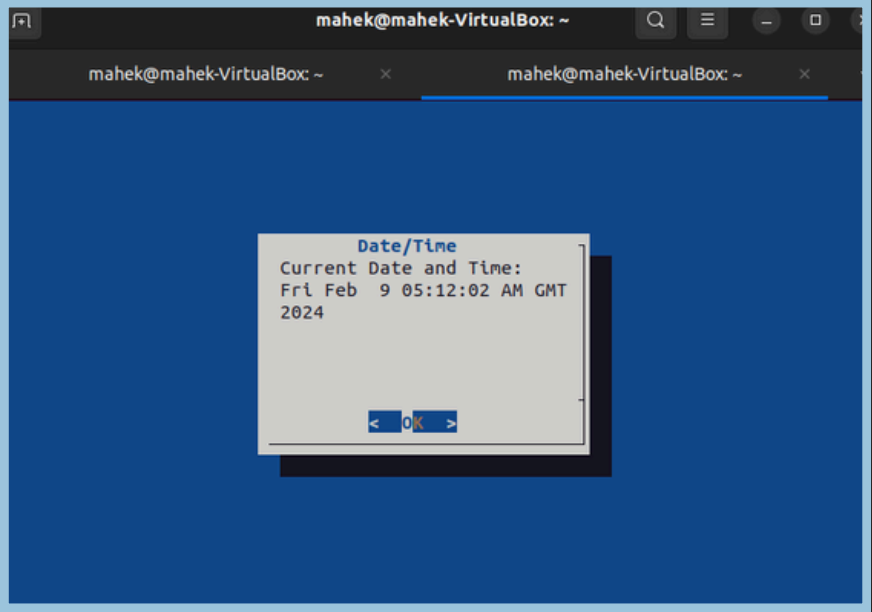 mahek@mahek-VirtualBox: ~
mahek@mahek-VirtualBox: ~
mahek@mahek-VirtualBox: ~
Date/Time
Current Date and Time:
Fri Feb  9 05:12:02 AM GMT
2024
<  OK  >